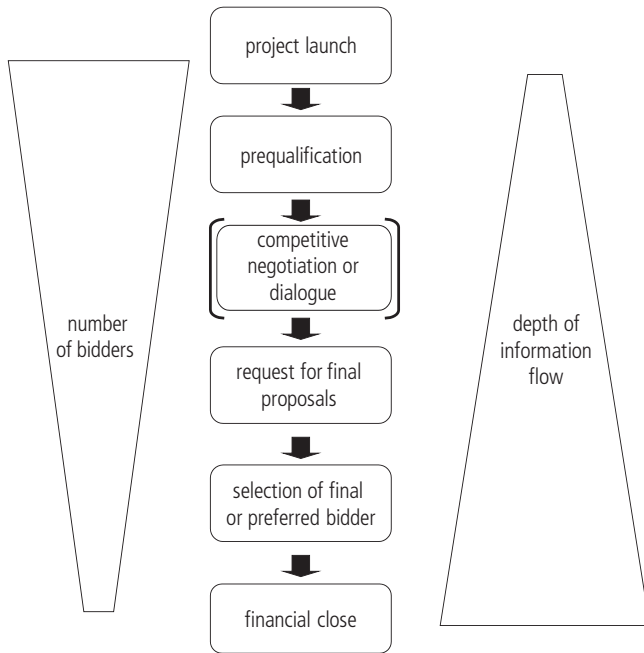 project launch
prequalification
competitive
negotiation or
dialogue
number
of bidders
depth of
information
flow
request for final
proposals
selection of final
or preferred bidder
financial close